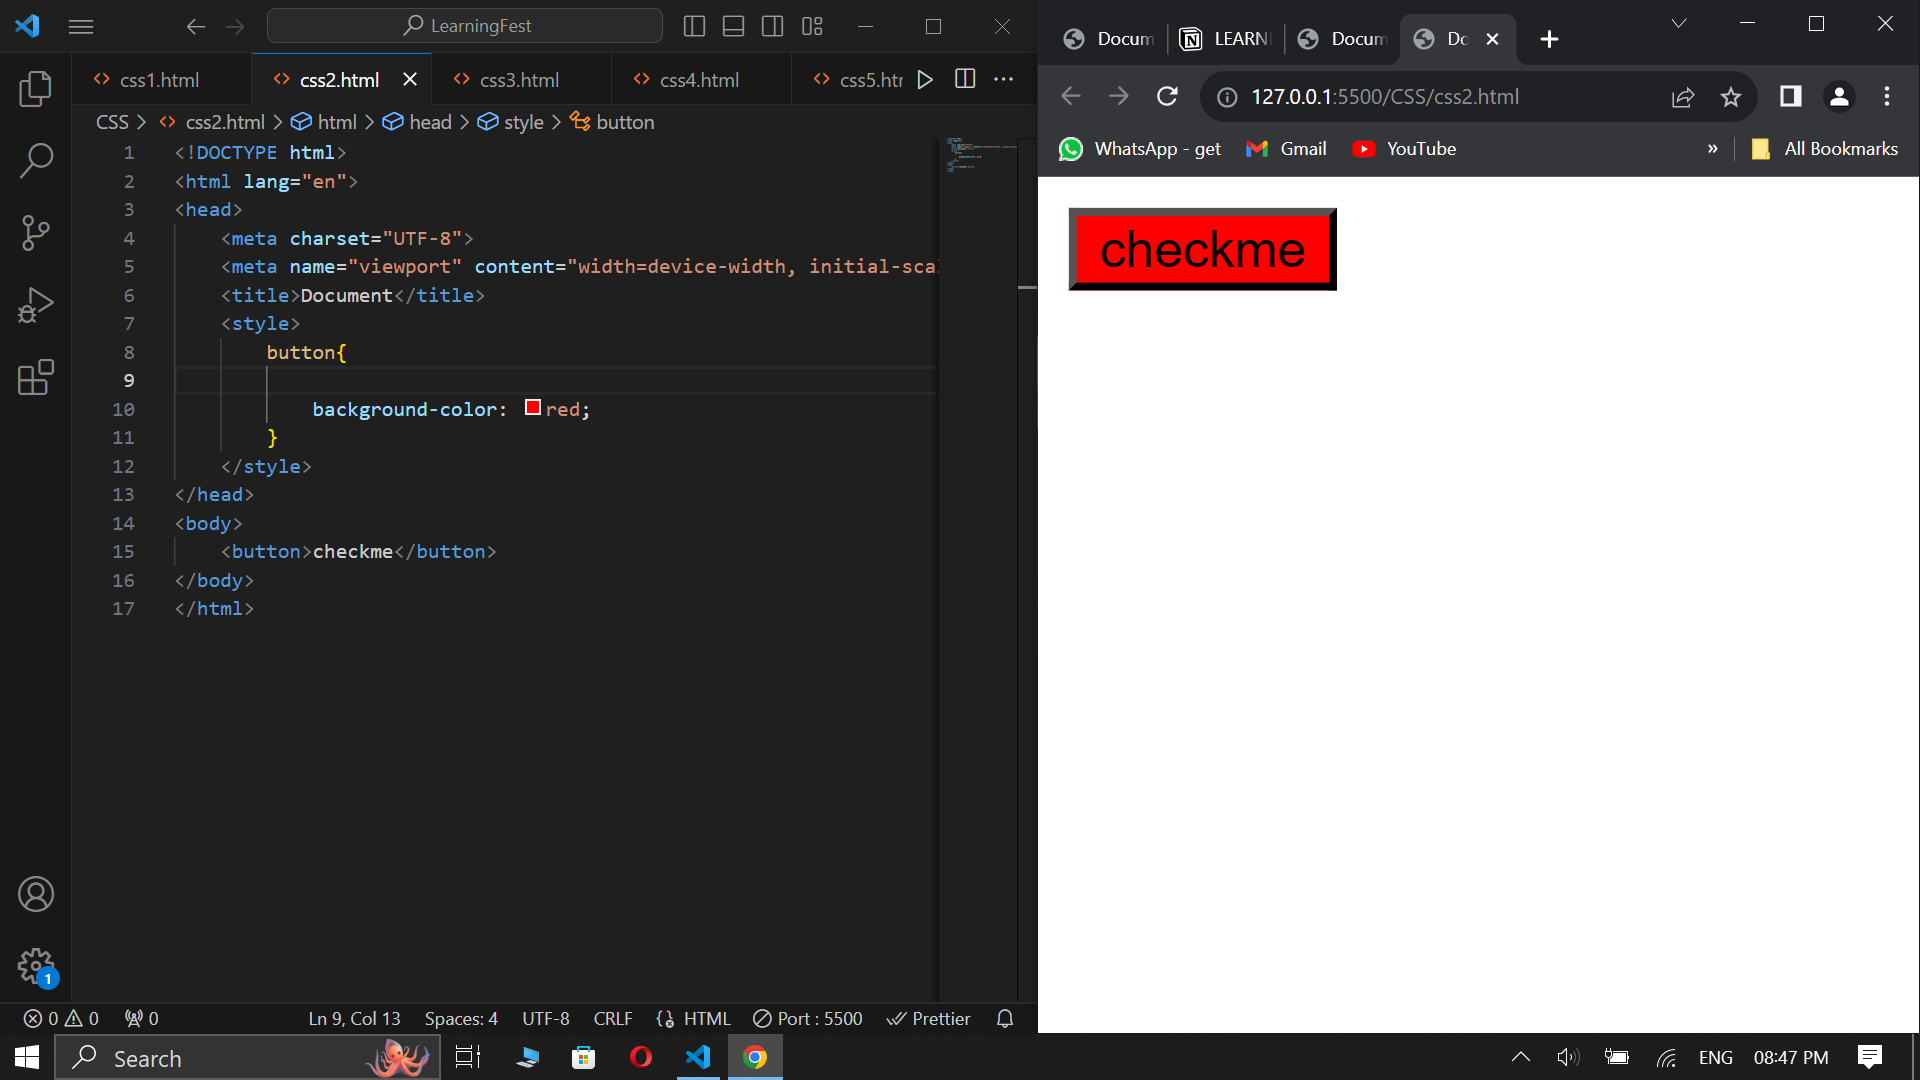 LearningFest
css1.html
css2.html
css3.html
css4.html
CSS > css2.html > html > head > style > button
1 <!DOCTYPE html>
2 <html lang="en">
3 <head>
4 <meta charset="UTF-8">
5 <meta name="viewport" content="width=device-width, initial-sca
6 <title>Document</title>
7 <style>
8 button{
9
10 background-color: red;
11 }
12 </style>
13 </head>
14 <body>
15 <button>checkme</button>
16 </body>
17 </html>
1
0 0 0 Ln 9, Col 13 Spaces: 4 UTF-8 CRLF HTML Port : 5500 Prettier
Docum LEARN Docum Do
127.0.0.1:5500/CSS/css2.html
WhatsApp - get Gmail YouTube » All Bookmarks
checkme
Search ENG 08:47 PM